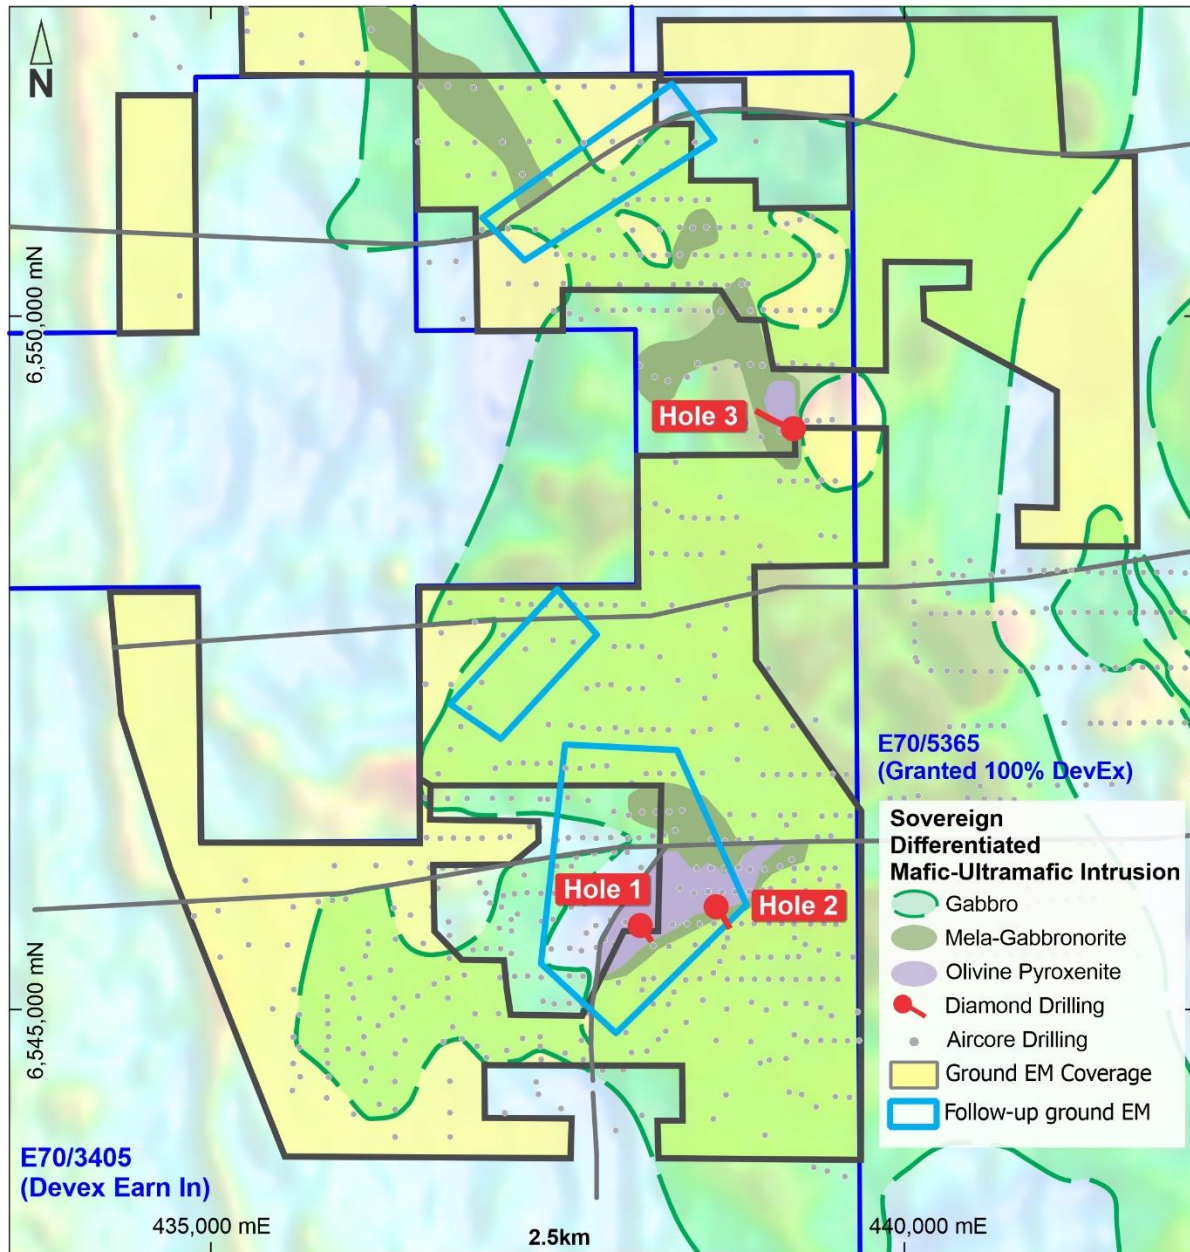 N
6,550,000 mN
Hole 3
E70/5365
(Granted 100% DevEx)
Sovereign
Differentiated
Mafic-Ultramafic Intrusion
Gabbro
Mela-Gabbronorite
Olivine Pyroxenite
Diamond Drilling
Aircore Drilling
Ground EM Coverage
Follow-up ground EM
Hole 1
Hole 2
6,545,000 mN
E70/3405
(Devex Earn In)
435,000 mE
2.5km
440,000 mE